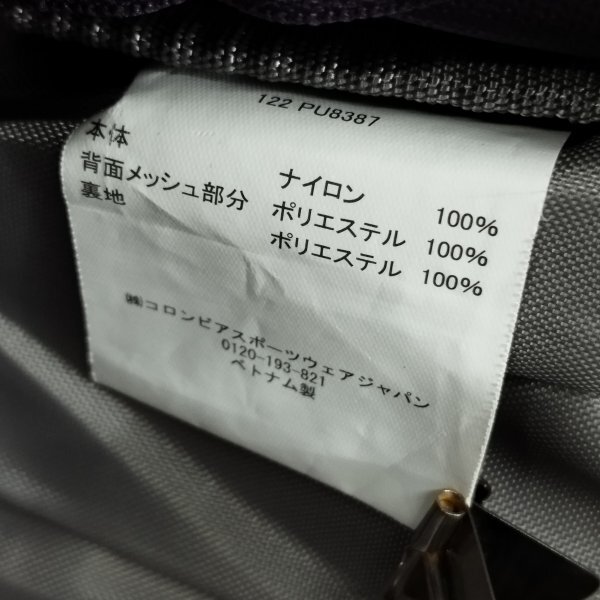 122 PU8387
本体 ナイロン 100%
背面メッシュ部分 ポリエステル 100%
裏地 ポリエステル 100%
㈱コロンビアスポーツウェアジャパン
0120-193-821
ベトナム製